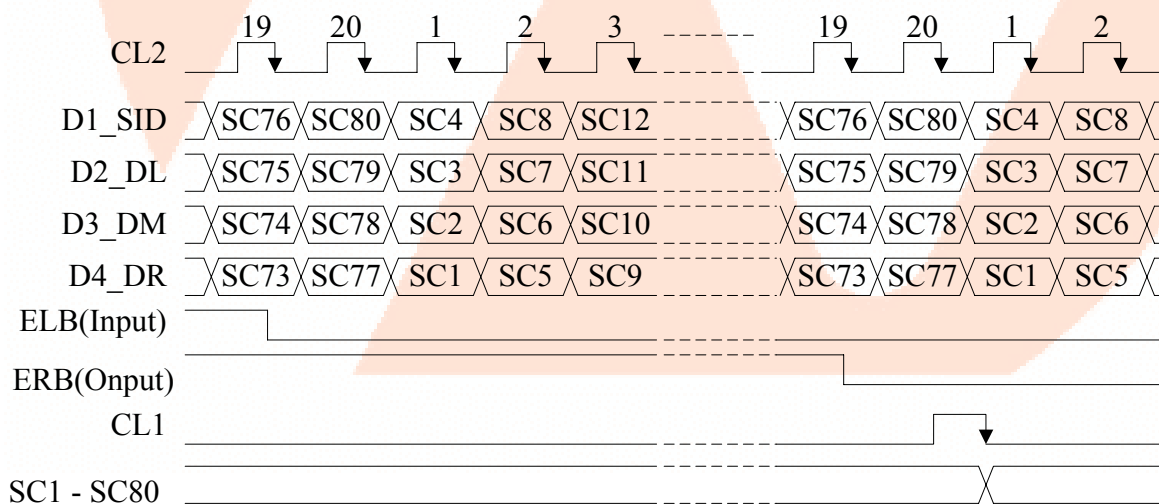 19 20 1 2 3 19 20 1 2
CL2
D1_SID SC76 SC80 SC4 SC8 SC12 SC76 SC80 SC4 SC8
D2_DL SC75 SC79 SC3 SC7 SC11 SC75 SC79 SC3 SC7
D3_DM SC74 SC78 SC2 SC6 SC10 SC74 SC78 SC2 SC6
D4_DR SC73 SC77 SC1 SC5 SC9 SC73 SC77 SC1 SC5
ELB(Input)
ERB(Onput)
CL1
SC1 - SC80